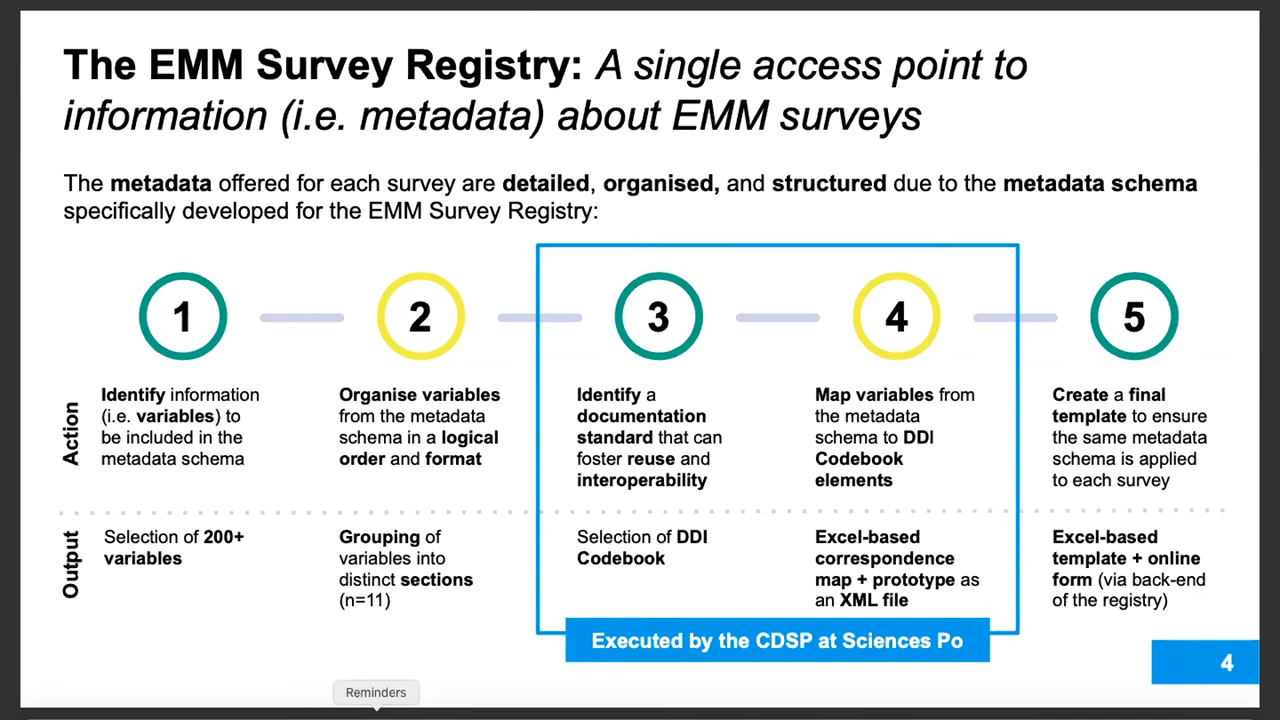 The EMM Survey Registry: A single access point to
information (i.e. metadata) about EMM surveys
The metadata offered for each survey are detailed, organised, and structured due to the metadata schema
specifically developed for the EMM Survey Registry:
1
2
3
4
5
Action
Identify information
(i.e. variables) to
be included in the
metadata schema
Organise variables
from the metadata
schema in a logical
order and format
Identify a
documentation
standard that can
foster reuse and
interoperability
Map variables from
the metadata
schema to DDI
Codebook
elements
Create a final
template to ensure
the same metadata
schema is applied
to each survey
Output
Selection of 200+
variables
Grouping of
variables into
distinct sections
(n=11)
Selection of DDI
Codebook
Excel-based
correspondence
map + prototype as
an XML file
Excel-based
template + online
form (via back-end
of the registry)
Executed by the CDSP at Sciences Po
4
Reminders